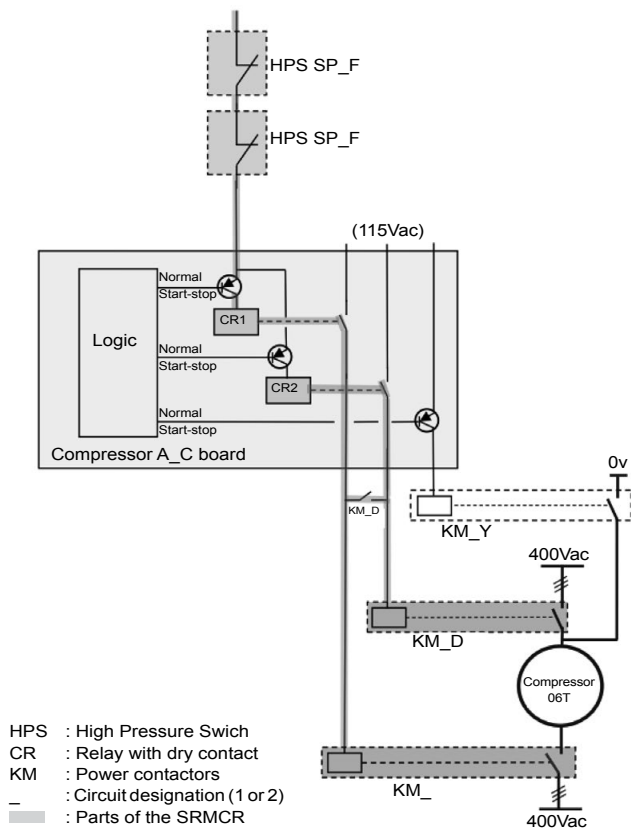 HPS SP_F
HPS SP_F
(115Vac)
Normal
Start-stop
CR1
Logic
Normal
Start-stop
CR2
Normal
Start-stop
Compressor A_C board
0v
KM_D
KM_Y
400Vac
KM_D
Compressor
06T
HPS : High Pressure Swich
CR : Relay with dry contact
KM : Power contactors
_ : Circuit designation (1 or 2)
: Parts of the SRMCR
KM_
400Vac